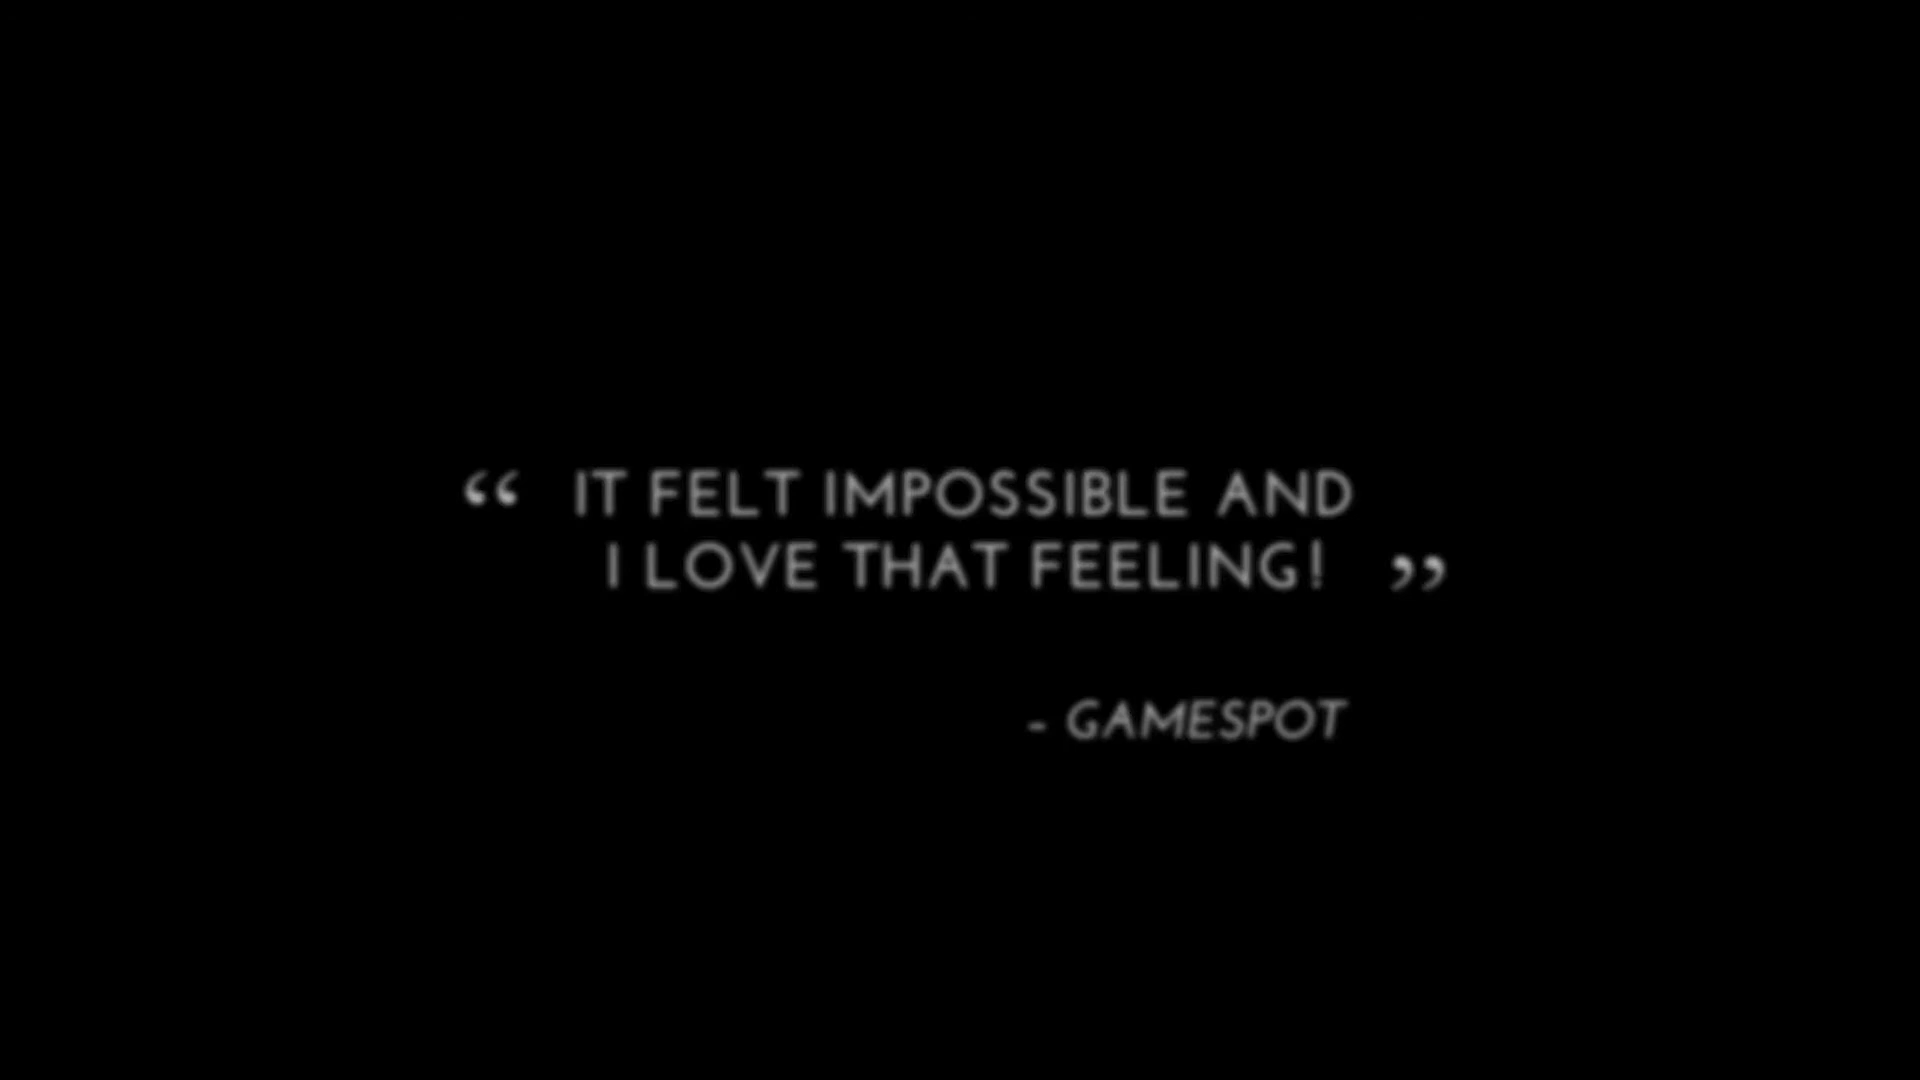 “ IT FELT IMPOSSIBLE AND
I LOVE THAT FEELING! ”
- GAMESPOT